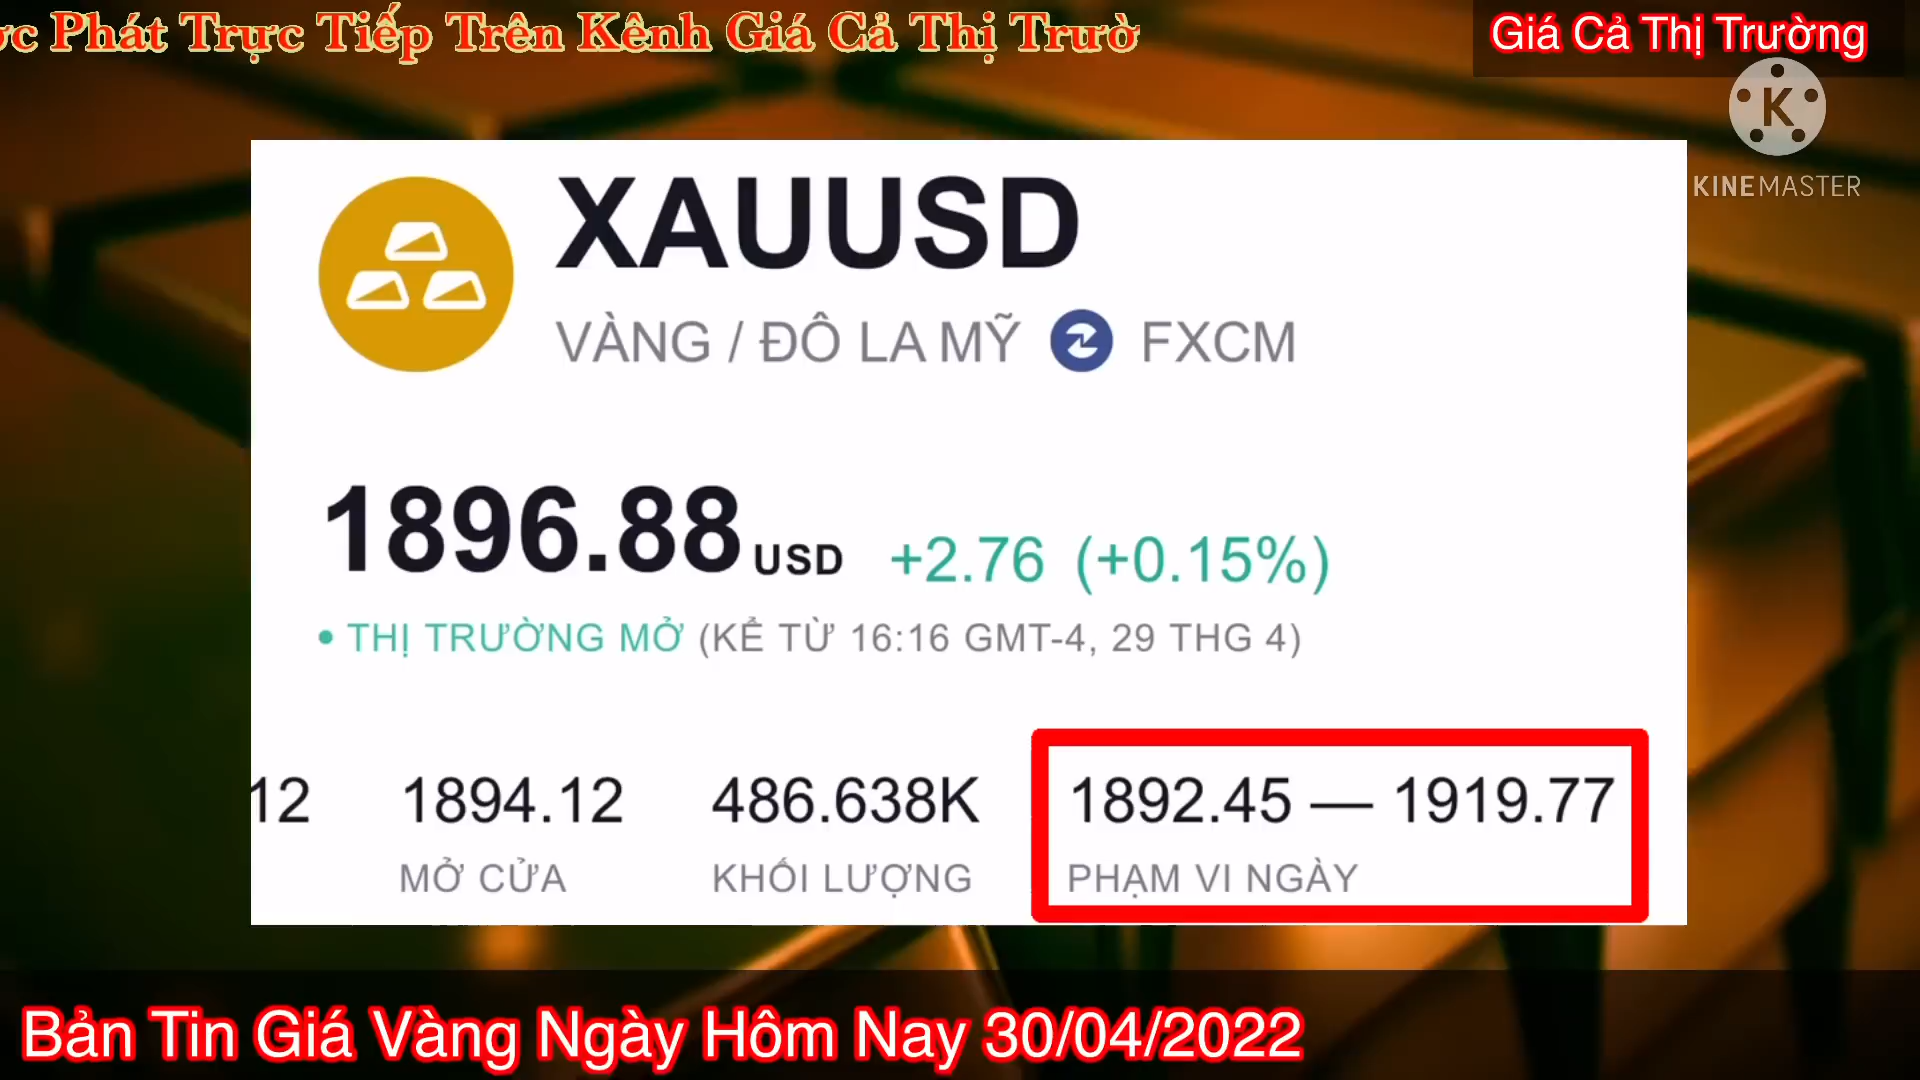 Phát Trực Tiếp Trên Kênh Giá Cả Thị Trườ
Giá Cả Thị Trường
K
KINEMASTER
XAUUSD
VÀNG / ĐÔ LA MỸ FXCM
1896.88 USD +2.76 (+0.15%)
• THỊ TRƯỜNG MỞ (KỂ TỪ 16:16 GMT-4, 29 THG 4)
12 1894.12 486.638K 1892.45 — 1919.77
MỞ CỬA KHỐI LƯỢNG PHẠM VI NGÀY
Bản Tin Giá Vàng Ngày Hôm Nay 30/04/2022